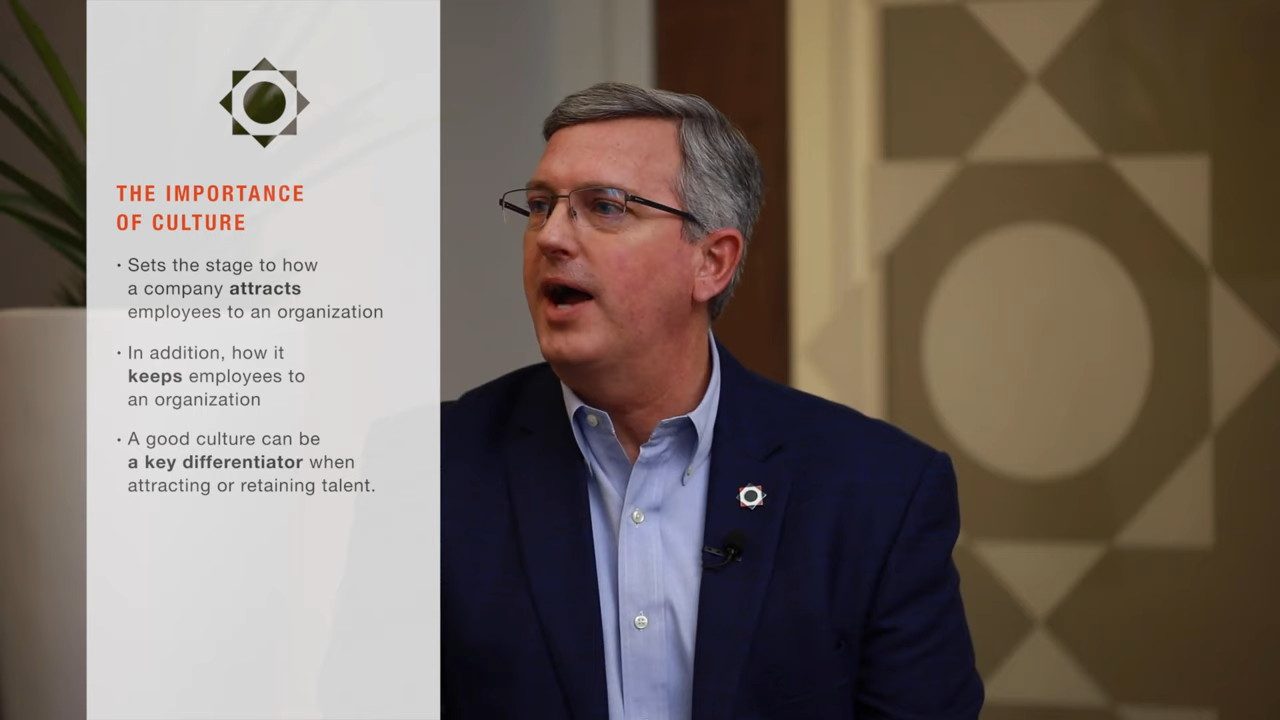 THE IMPORTANCE
OF CULTURE
· Sets the stage to how
a company attracts
employees to an organization
· In addition, how it
keeps employees to
an organization
· A good culture can be
a key differentiator when
attracting or retaining talent.